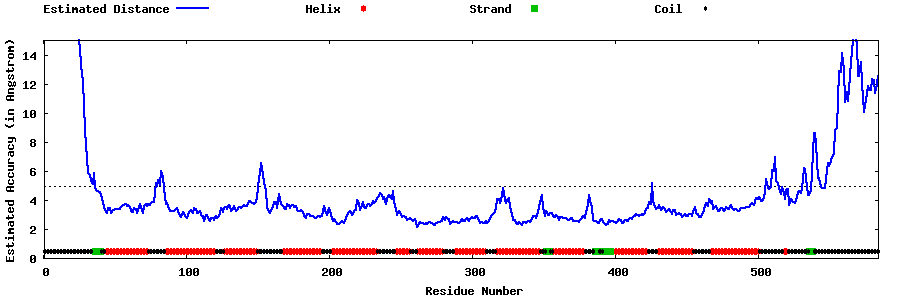 Estimated Distance Helix Strand Coil
Estimated Accuracy (in Angstrom)
14
12
10
8
6
4
2
0
0 100 200 300 400 500
Residue Number